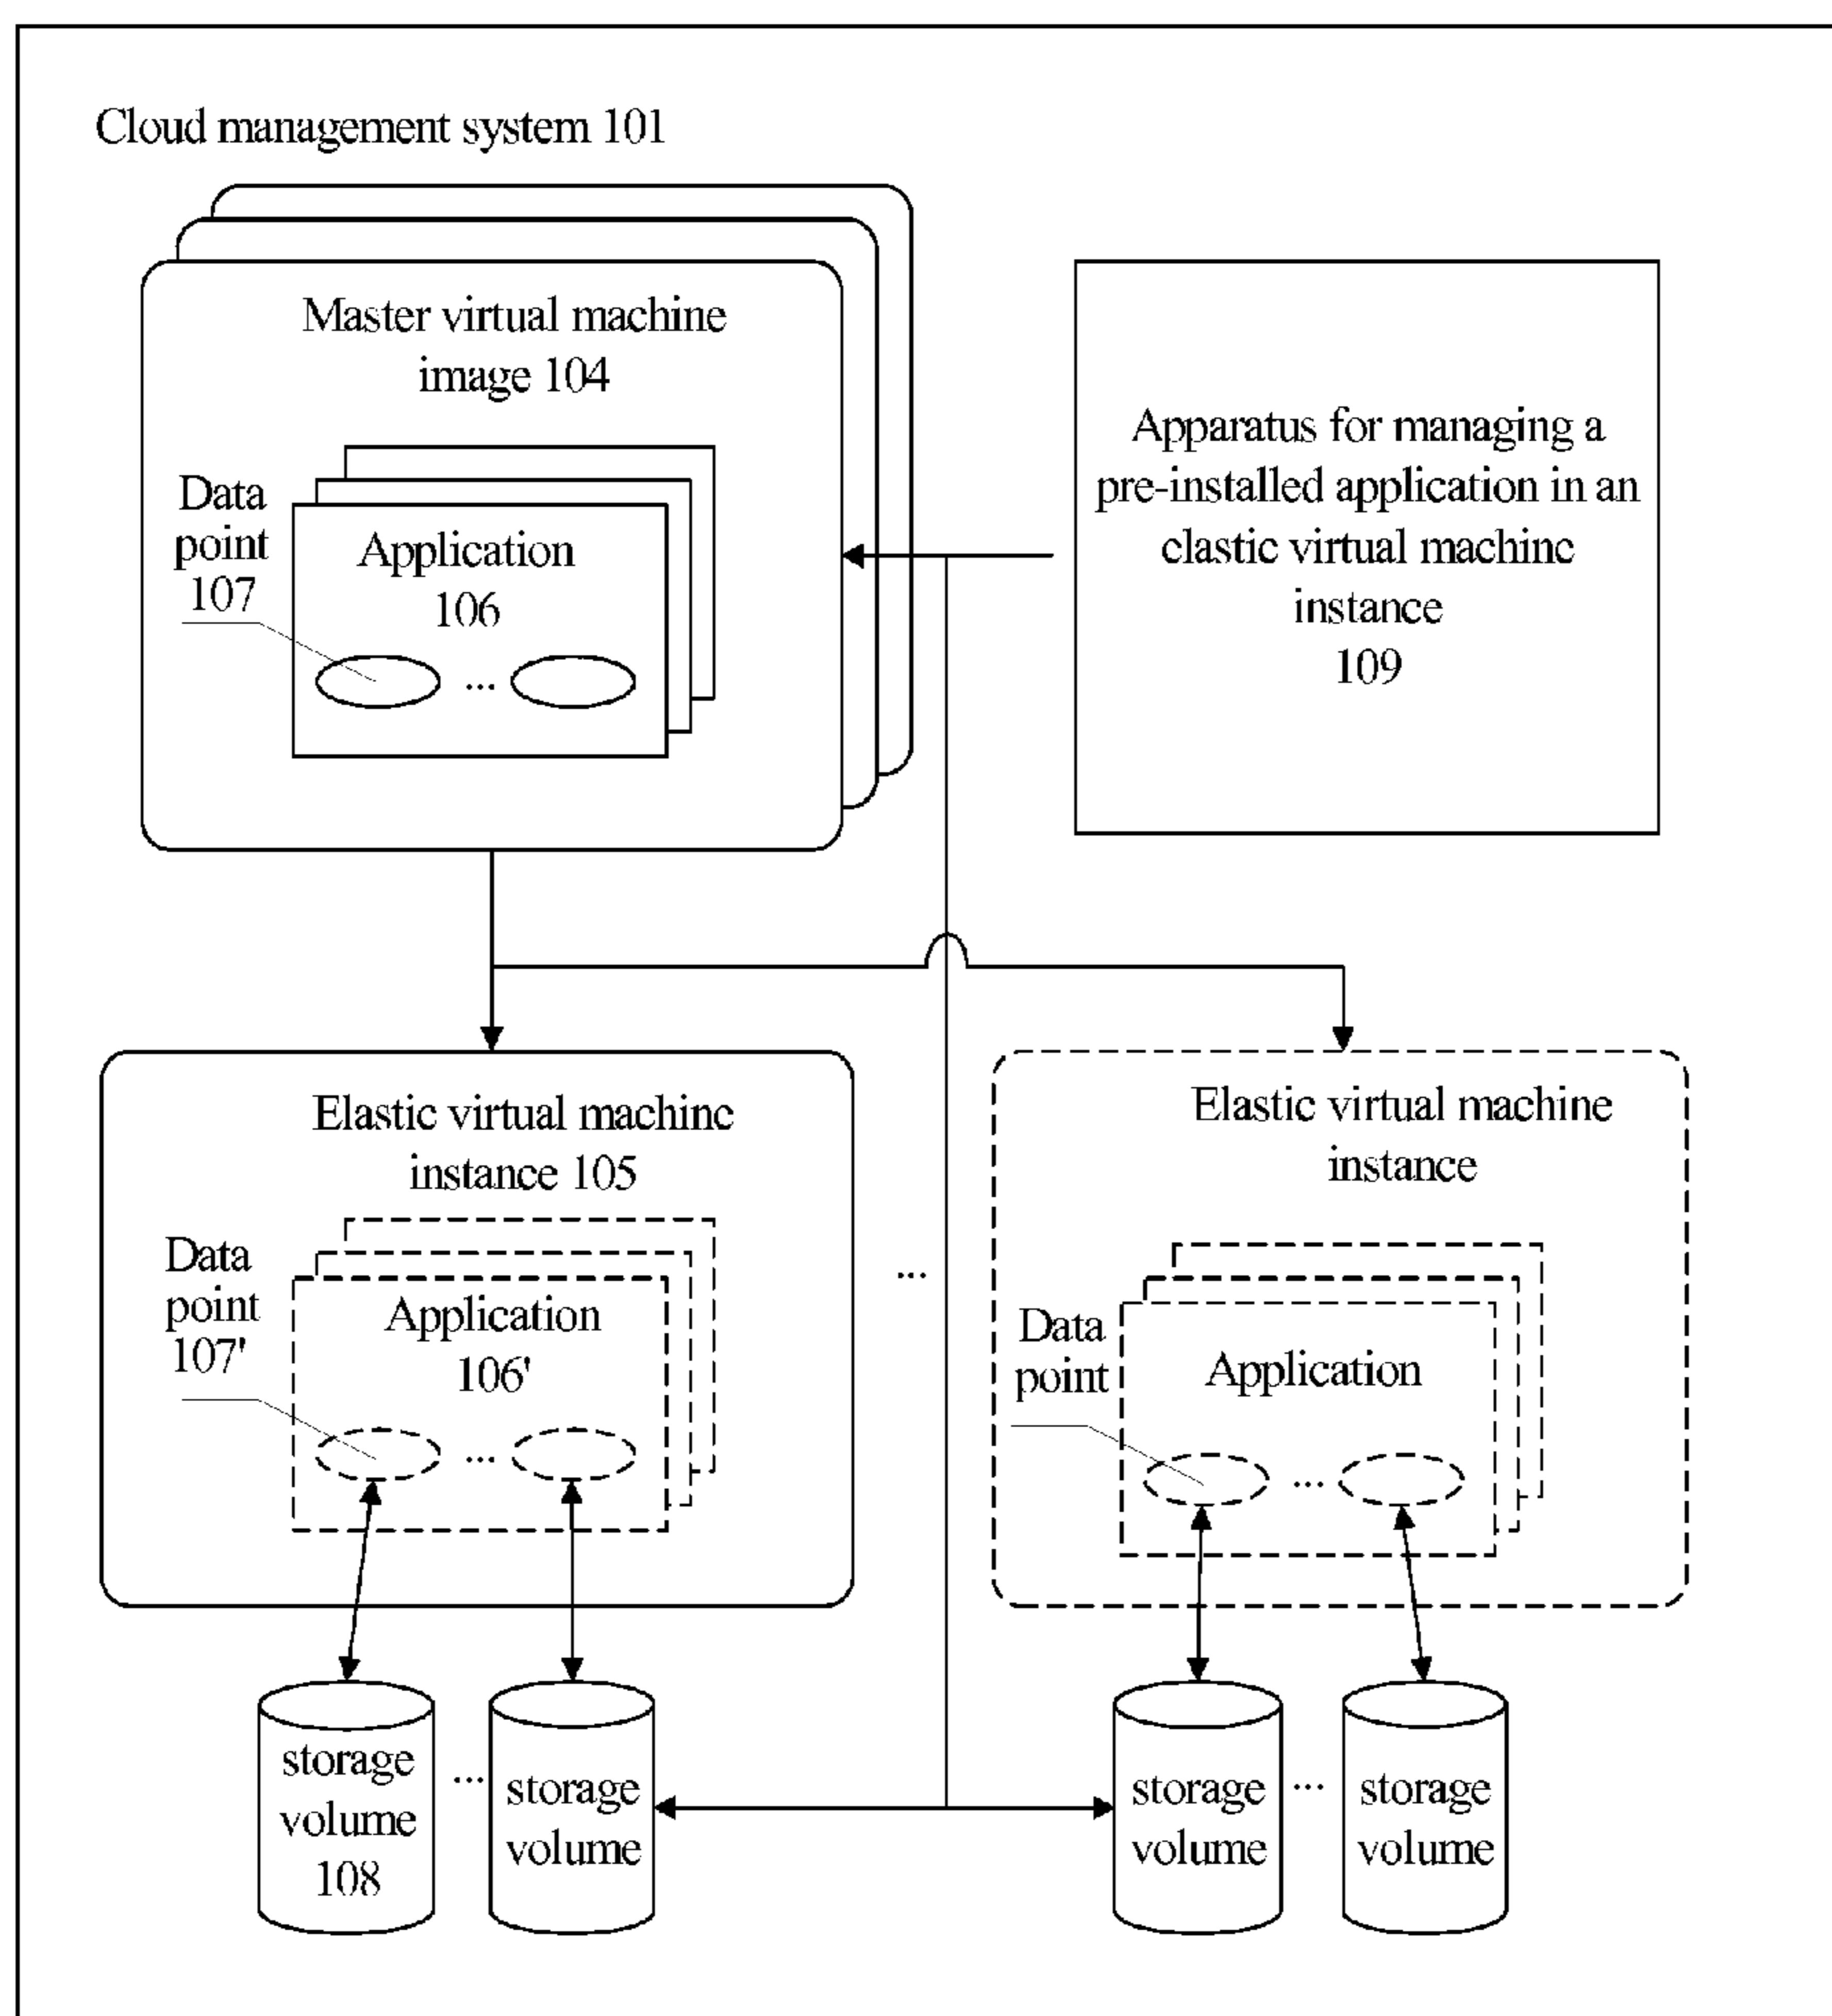 Cloud management system 101
Master virtual machine
image 104
Data
point
107
Application
106
...
Apparatus for managing a
pre-installed application in an
clastic virtual machine
instance
109
Elastic virtual machine
instance 105
Data
point
107'
Application
106'
...
...
Elastic virtual machine
instance
Data
point
Application
...
storage
volume
108
...
storage
volume
storage
volume
...
storage
volume